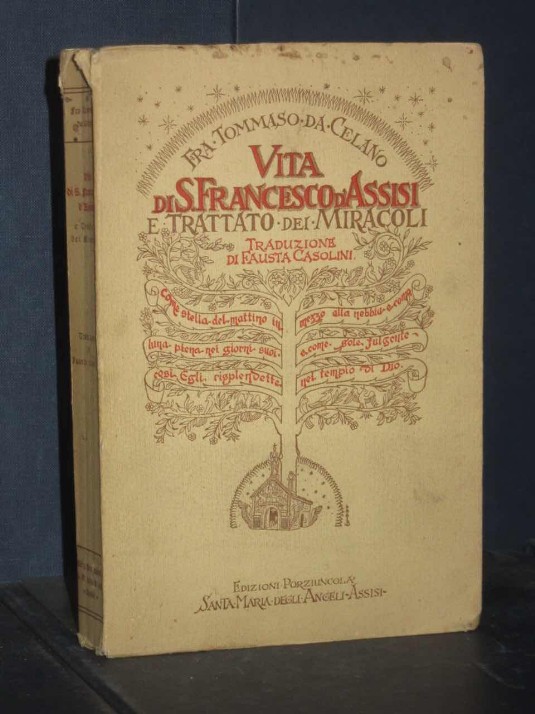 FRA·TOMMASO·DA·CELANO
VITA
DI S. FRANCESCO D'ASSISI
E·TRATTATO·DEI·MIRACOLI
TRADUZIONE
DI FAUSTA CASOLINI
Come stella del mattino in mezzo alla nebbia e come
luna piena nei giorni suoi e come sole fulgente
così Egli risplendette nel tempio di Dio.
EDIZIONI PORZIUNCOLA
SANTA·MARIA·DEGLI·ANGELI·ASSISI·